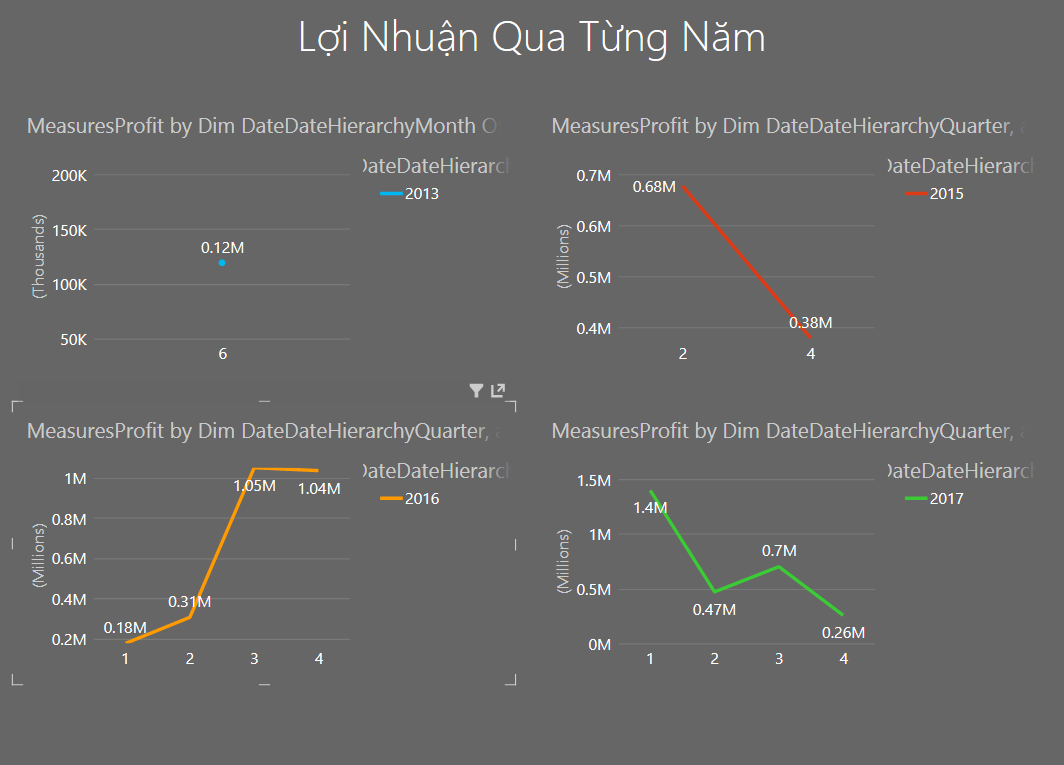 Lợi Nhuận Qua Từng Năm
MeasuresProfit by Dim DateDateHierarchyMonth O
DateDateHierarc
2013
(Thousands)
200K
150K
100K
50K
0.12M
6
MeasuresProfit by Dim DateDateHierarchyQuarter,
DateDateHierarc
2015
(Millions)
0.7M
0.6M
0.5M
0.4M
0.68M
0.38M
2 4
MeasuresProfit by Dim DateDateHierarchyQuarter,
DateDateHierarc
2016
(Millions)
1M
0.8M
0.6M
0.4M
0.2M
0.18M
0.31M
1.05M
1.04M
1 2 3 4
MeasuresProfit by Dim DateDateHierarchyQuarter,
DateDateHierarc
2017
(Millions)
1.5M
1M
0.5M
0M
1.4M
0.47M
0.7M
0.26M
1 2 3 4